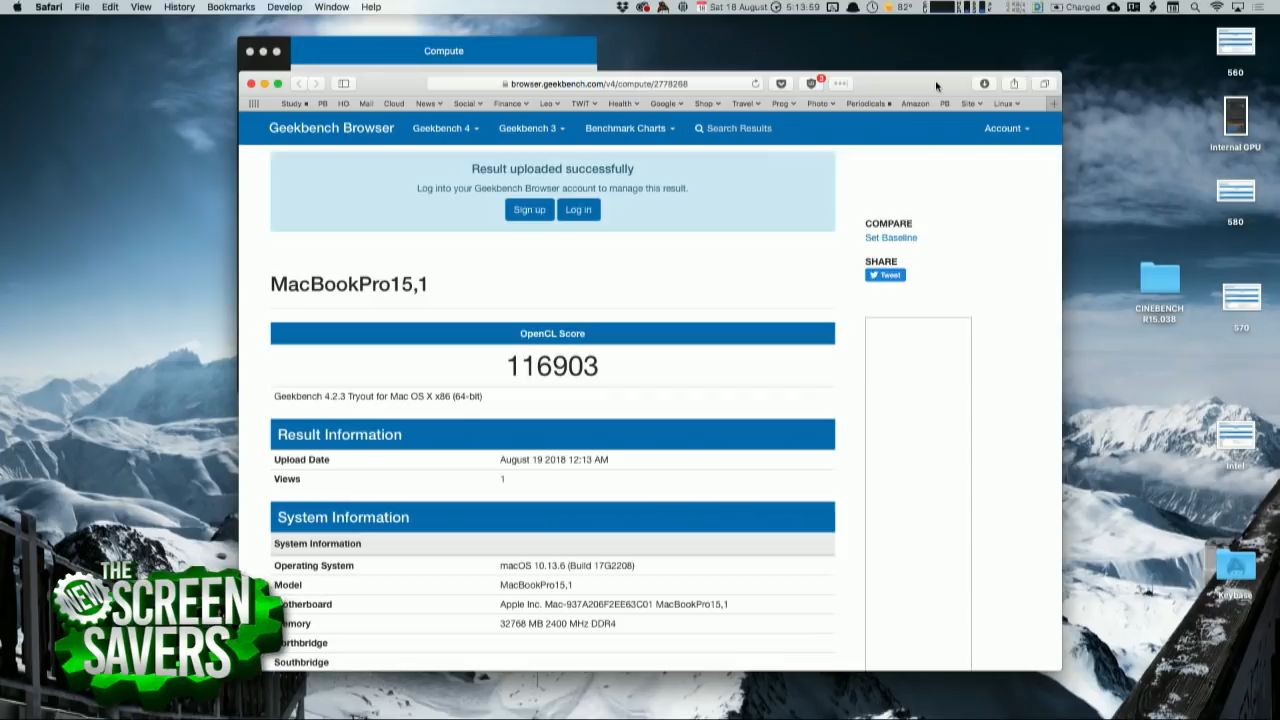 Safari File Edit View History Bookmarks Develop Window Help
Sat 18 August 5:13:59 82° Charged
Compute
browser.geekbench.com/v4/compute/2778268
3
Study PB HO Mail Cloud News Social Finance Leo TWiT Health Google Shop Travel Prog Photo Periodicals Amazon PB Site Linux
Geekbench Browser Geekbench 4 Geekbench 3 Benchmark Charts Search Results Account
Result uploaded successfully
Log into your Geekbench Browser account to manage this result.
Sign up Log in
COMPARE
Set Baseline
SHARE
Tweet
MacBookPro15,1
OpenCL Score
116903
Geekbench 4.2.3 Tryout for Mac OS X x86 (64-bit)
Result Information
Upload Date August 19 2018 12:13 AM
Views 1
System Information
System Information
Operating System macOS 10.13.6 (Build 17G2208)
Model MacBookPro15,1
otherboard Apple Inc. Mac-937A206F2EE63C01 MacBookPro15,1
emory 32768 MB 2400 MHz DDR4
orthbridge
Southbridge
560
Internal GPU
580
CINEBENCH
R15.038
570
Intel
Keybase
THE
NEW
SCREEN
SAVERS